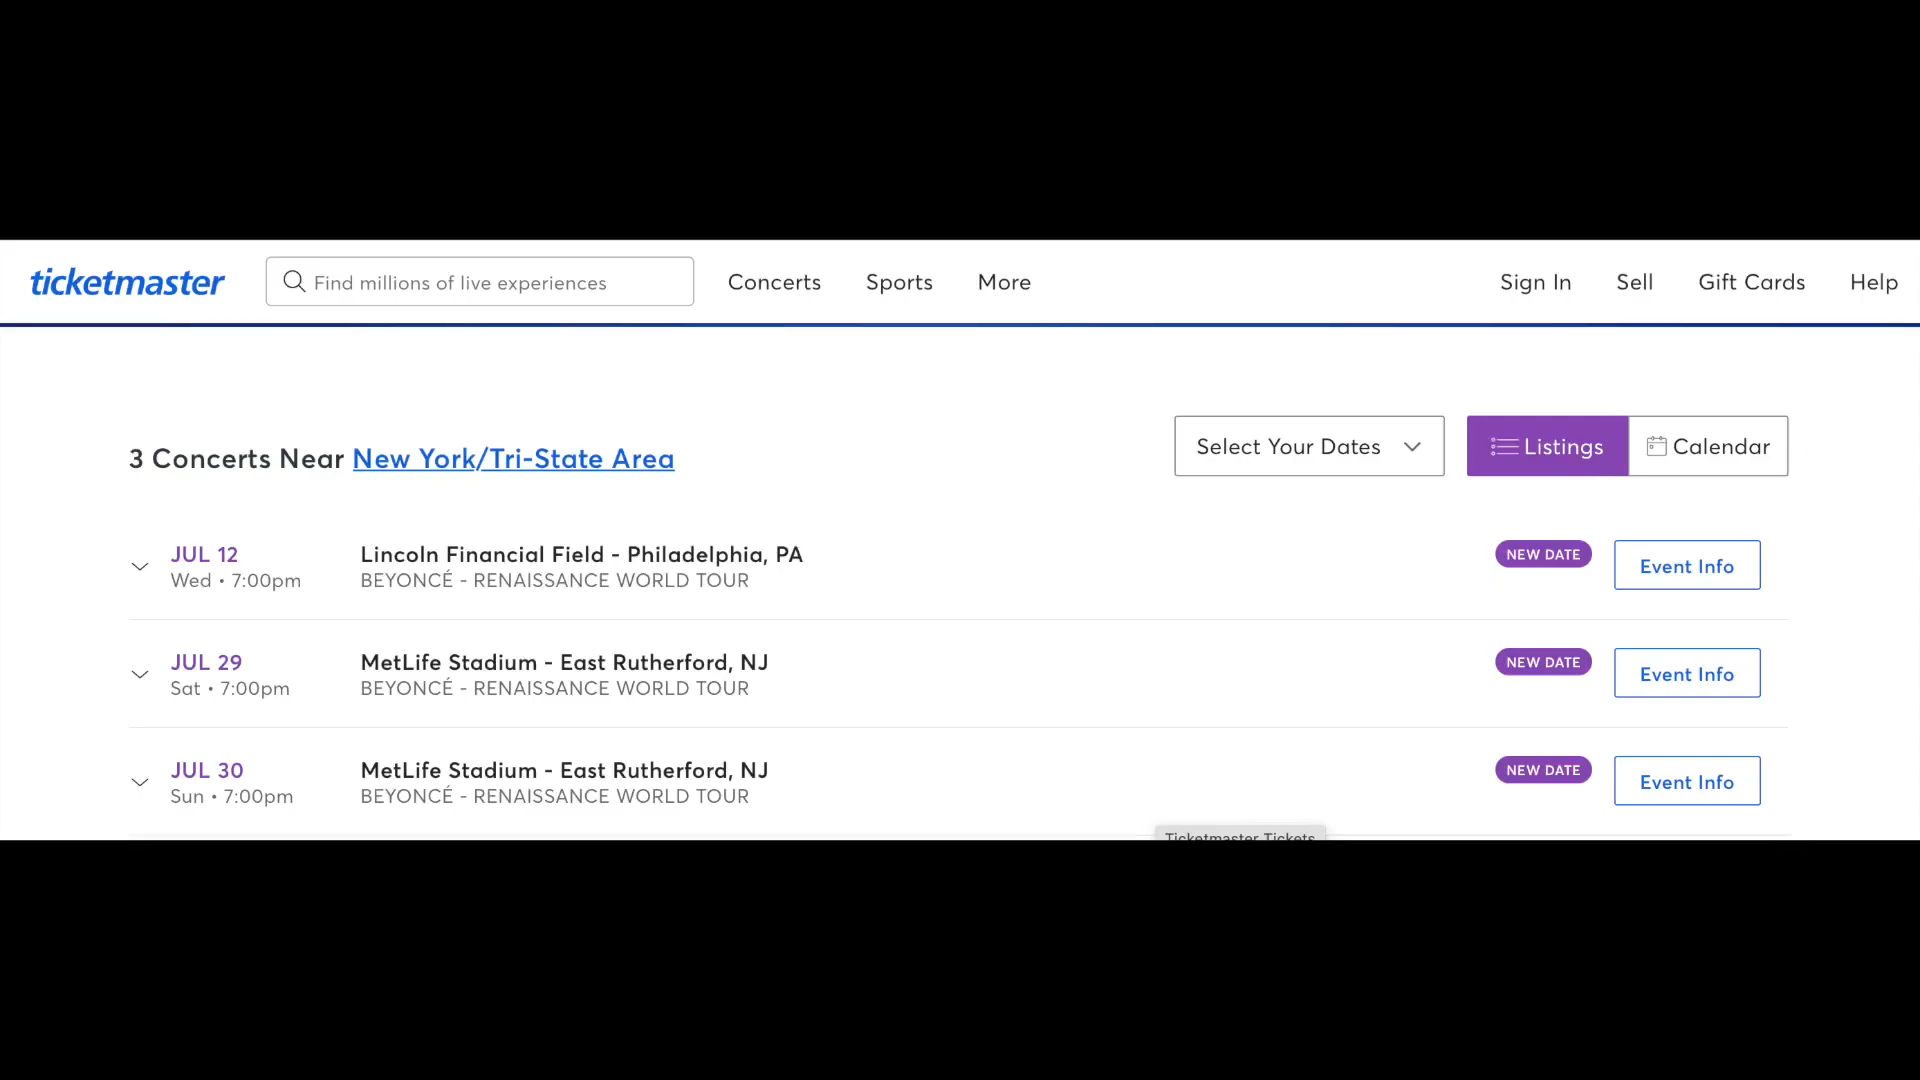 ticketmaster
Find millions of live experiences
Concerts
Sports
More
Sign In
Sell
Gift Cards
Help
3 Concerts Near New York/Tri-State Area
Select Your Dates
Listings
Calendar
JUL 12
Wed • 7:00pm
Lincoln Financial Field - Philadelphia, PA
BEYONCÉ - RENAISSANCE WORLD TOUR
NEW DATE
Event Info
JUL 29
Sat • 7:00pm
MetLife Stadium - East Rutherford, NJ
BEYONCÉ - RENAISSANCE WORLD TOUR
NEW DATE
Event Info
JUL 30
Sun • 7:00pm
MetLife Stadium - East Rutherford, NJ
BEYONCÉ - RENAISSANCE WORLD TOUR
NEW DATE
Event Info
Ticketmaster Tickets